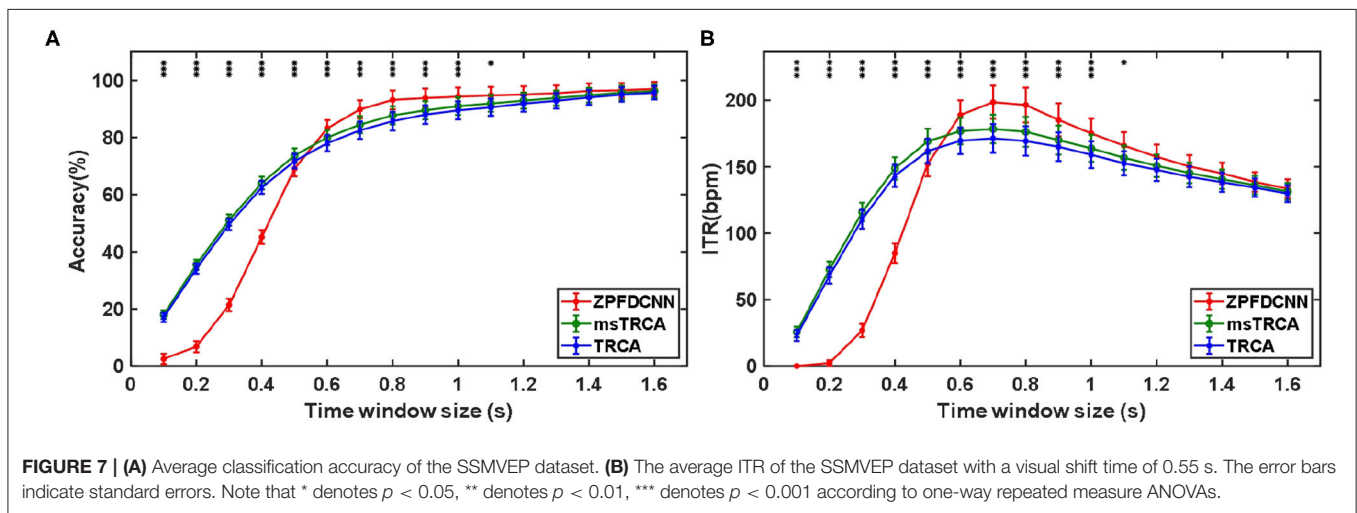 A
B
*** *** *** *** *** *** *** *** *** *** *
*** *** *** *** *** *** *** *** *** *** *
100
80
60
40
20
0
Accuracy(%)
0 0.2 0.4 0.6 0.8 1 1.2 1.4 1.6
Time window size (s)
ZPFDCNN
msTRCA
TRCA
200
150
100
50
0
ITR(bpm)
0 0.2 0.4 0.6 0.8 1 1.2 1.4 1.6
Time window size (s)
ZPFDCNN
msTRCA
TRCA
FIGURE 7 | (A) Average classification accuracy of the SSMVEP dataset. (B) The average ITR of the SSMVEP dataset with a visual shift time of 0.55 s. The error bars
indicate standard errors. Note that * denotes p < 0.05, ** denotes p < 0.01, *** denotes p < 0.001 according to one-way repeated measure ANOVAs.